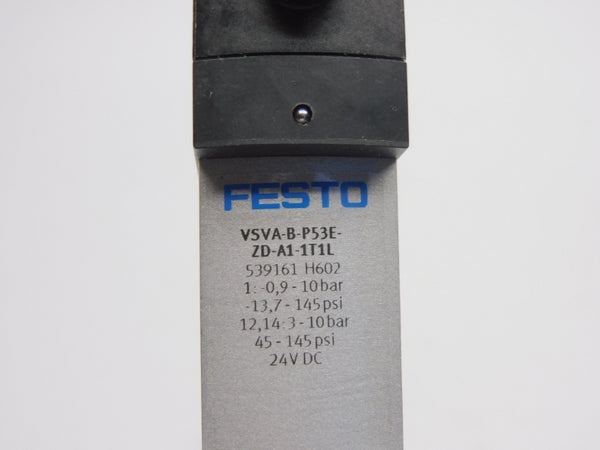 FESTO
VSVA-B-P53E-
ZD-A1-1T1L
539161 H602
1: -0,9 - 10 bar
-13,7 - 145 psi
12,14: 3 - 10 bar
45 - 145 psi
24V DC